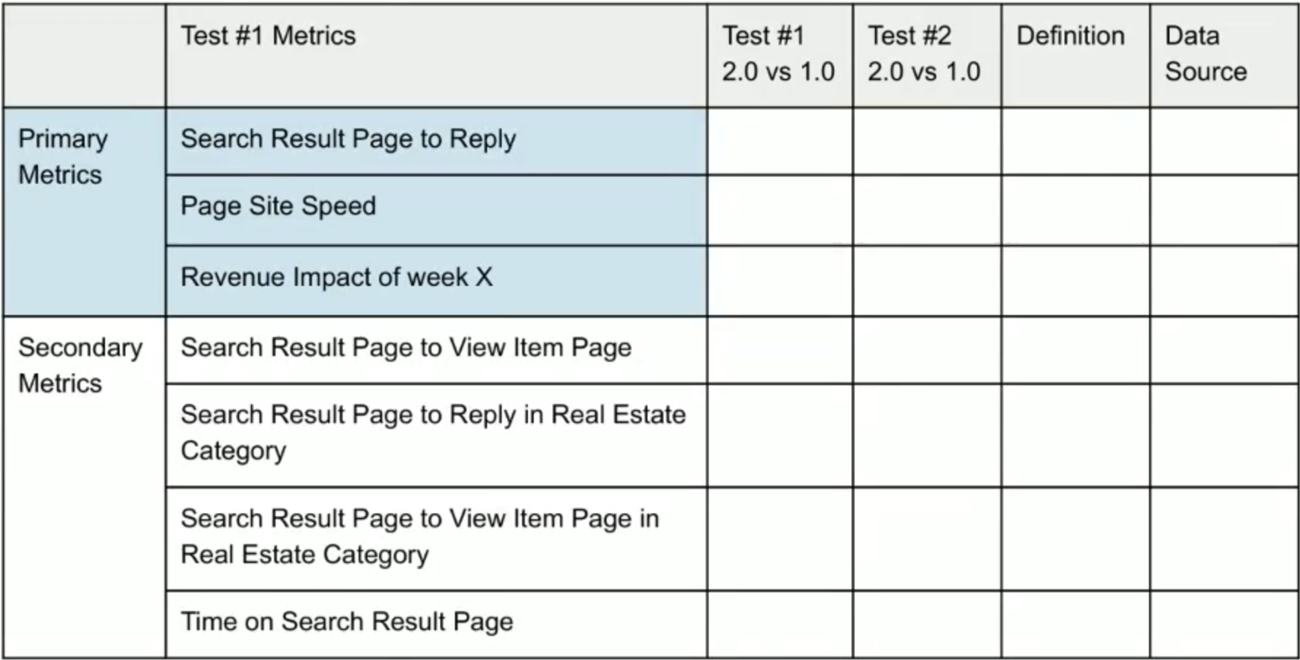 Test #1 Metrics
Test #1
2.0 vs 1.0
Test #2
2.0 vs 1.0
Definition
Data
Source
Primary
Metrics
Search Result Page to Reply
Page Site Speed
Revenue Impact of week X
Secondary
Metrics
Search Result Page to View Item Page
Search Result Page to Reply in Real Estate
Category
Search Result Page to View Item Page in
Real Estate Category
Time on Search Result Page